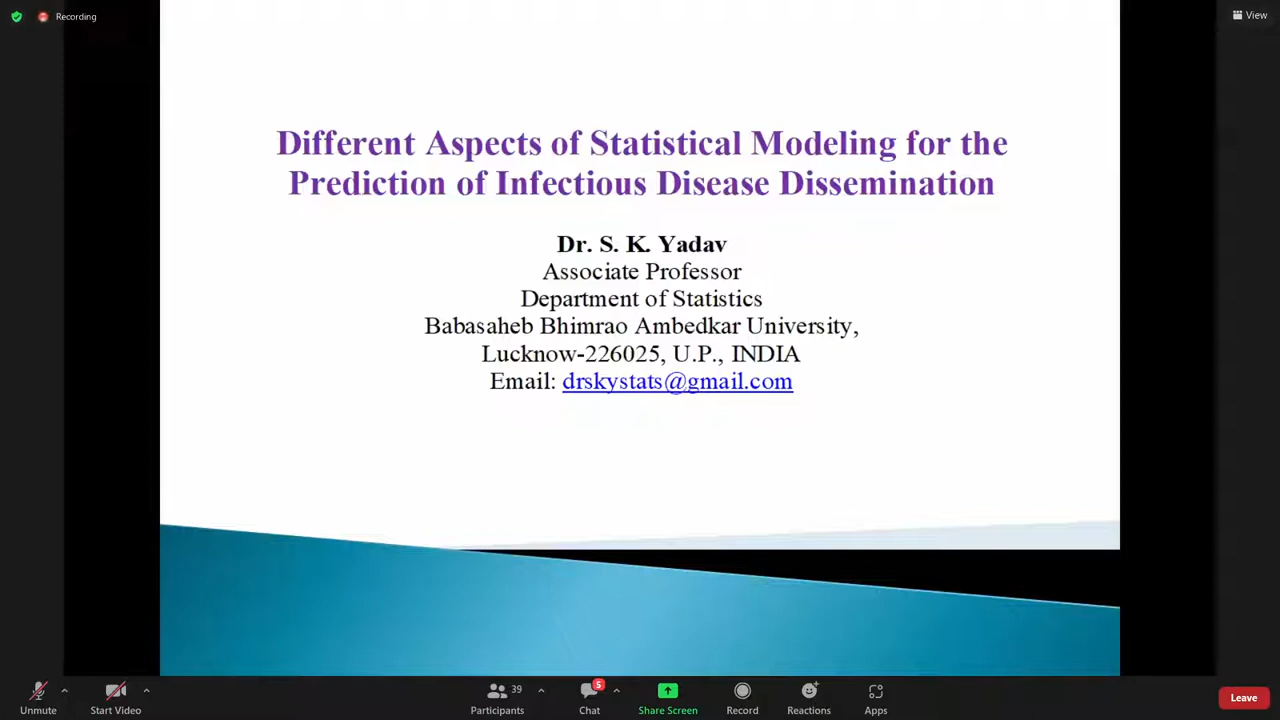 Recording
View
Different Aspects of Statistical Modeling for the
Prediction of Infectious Disease Dissemination
Dr. S. K. Yadav
Associate Professor
Department of Statistics
Babasaheb Bhimrao Ambedkar University,
Lucknow-226025, U.P., INDIA
Email: drskystats@gmail.com
39
5
Unmute
Start Video
Participants
Chat
Share Screen
Record
Reactions
Apps
Leave